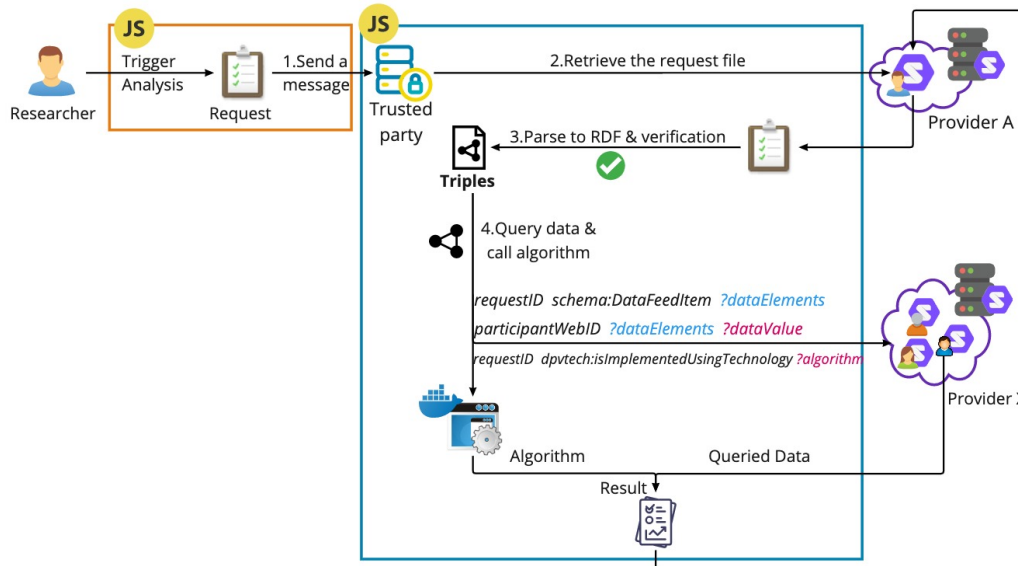 JS
JS
Trigger
Analysis
1.Send a
message
2.Retrieve the request file
Researcher
Request
Trusted
party
Provider A
3.Parse to RDF & verification
Triples
4.Query data &
call algorithm
requestID schema:DataFeedItem ?dataElements
participantWebID ?dataElements ?dataValue
requestID dpvtech:isImplementedUsingTechnology ?algorithm
Provider
Algorithm
Queried Data
Result